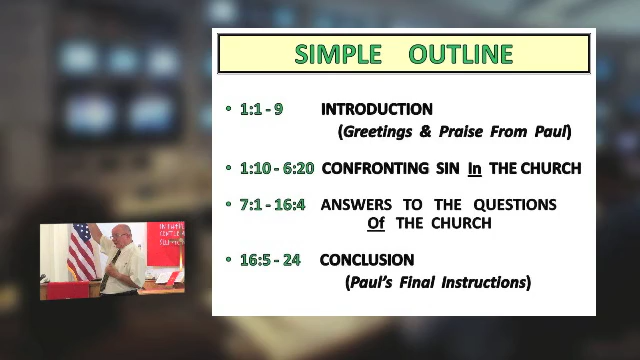 SIMPLE OUTLINE
• 1:1 - 9 INTRODUCTION
(Greetings & Praise From Paul)
• 1:10 - 6:20 CONFRONTING SIN In THE CHURCH
• 7:1 - 16:4 ANSWERS TO THE QUESTIONS
Of THE CHURCH
• 16:5 - 24 CONCLUSION
(Paul's Final Instructions)